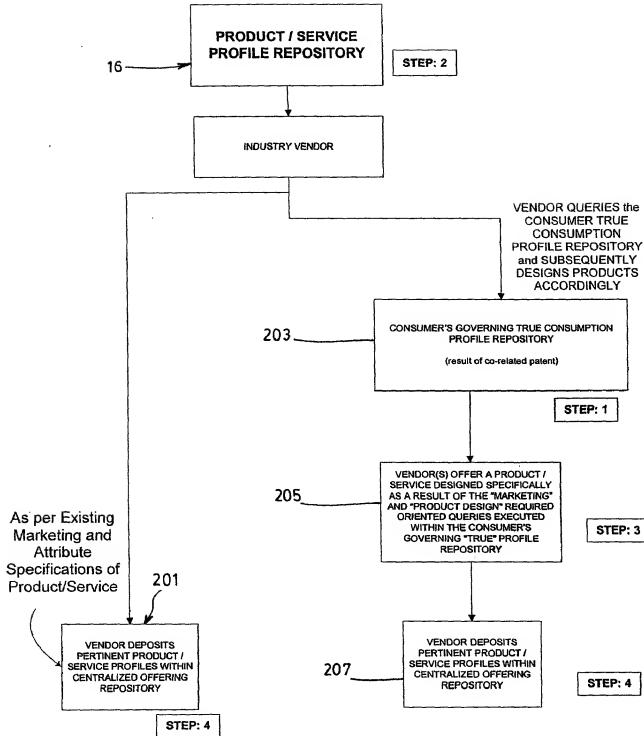 PRODUCT / SERVICE
PROFILE REPOSITORY
16
STEP: 2
INDUSTRY VENDOR
VENDOR QUERIES the
CONSUMER TRUE
CONSUMPTION
PROFILE REPOSITORY
and SUBSEQUENTLY
DESIGNS PRODUCTS
ACCORDINGLY
203
CONSUMER'S GOVERNING TRUE CONSUMPTION
PROFILE REPOSITORY
(result of co-related patent)
STEP: 1
205
VENDOR(S) OFFER A PRODUCT /
SERVICE DESIGNED SPECIFICALLY
AS A RESULT OF THE "MARKETING"
AND "PRODUCT DESIGN" REQUIRED
ORIENTED QUERIES EXECUTED
WITHIN THE CONSUMER'S
GOVERNING "TRUE" PROFILE
REPOSITORY
STEP: 3
As per Existing
Marketing and
Attribute
Specifications of
Product/Service
201
VENDOR DEPOSITS
PERTINENT PRODUCT /
SERVICE PROFILES WITHIN
CENTRALIZED OFFERING
REPOSITORY
STEP: 4
207
VENDOR DEPOSITS
PERTINENT PRODUCT /
SERVICE PROFILES WITHIN
CENTRALIZED OFFERING
REPOSITORY
STEP: 4